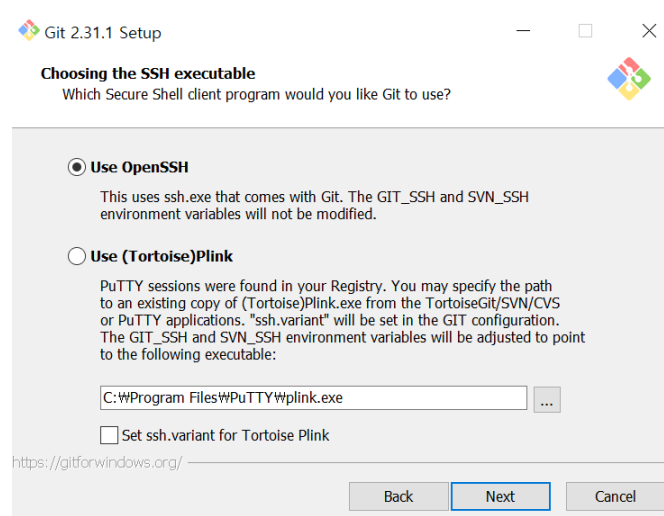 Git 2.31.1 Setup
Choosing the SSH executable
Which Secure Shell client program would you like Git to use?
Use OpenSSH
This uses ssh.exe that comes with Git. The GIT_SSH and SVN_SSH
environment variables will not be modified.
Use (Tortoise)Plink
PuTTY sessions were found in your Registry. You may specify the path
to an existing copy of (Tortoise)Plink.exe from the TortoiseGit/SVN/CVS
or PuTTY applications. "ssh.variant" will be set in the GIT configuration.
The GIT_SSH and SVN_SSH environment variables will be adjusted to point
to the following executable:
C:₩Program Files₩PuTTY₩plink.exe
...
Set ssh.variant for Tortoise Plink
https://gitforwindows.org/
Back Next Cancel